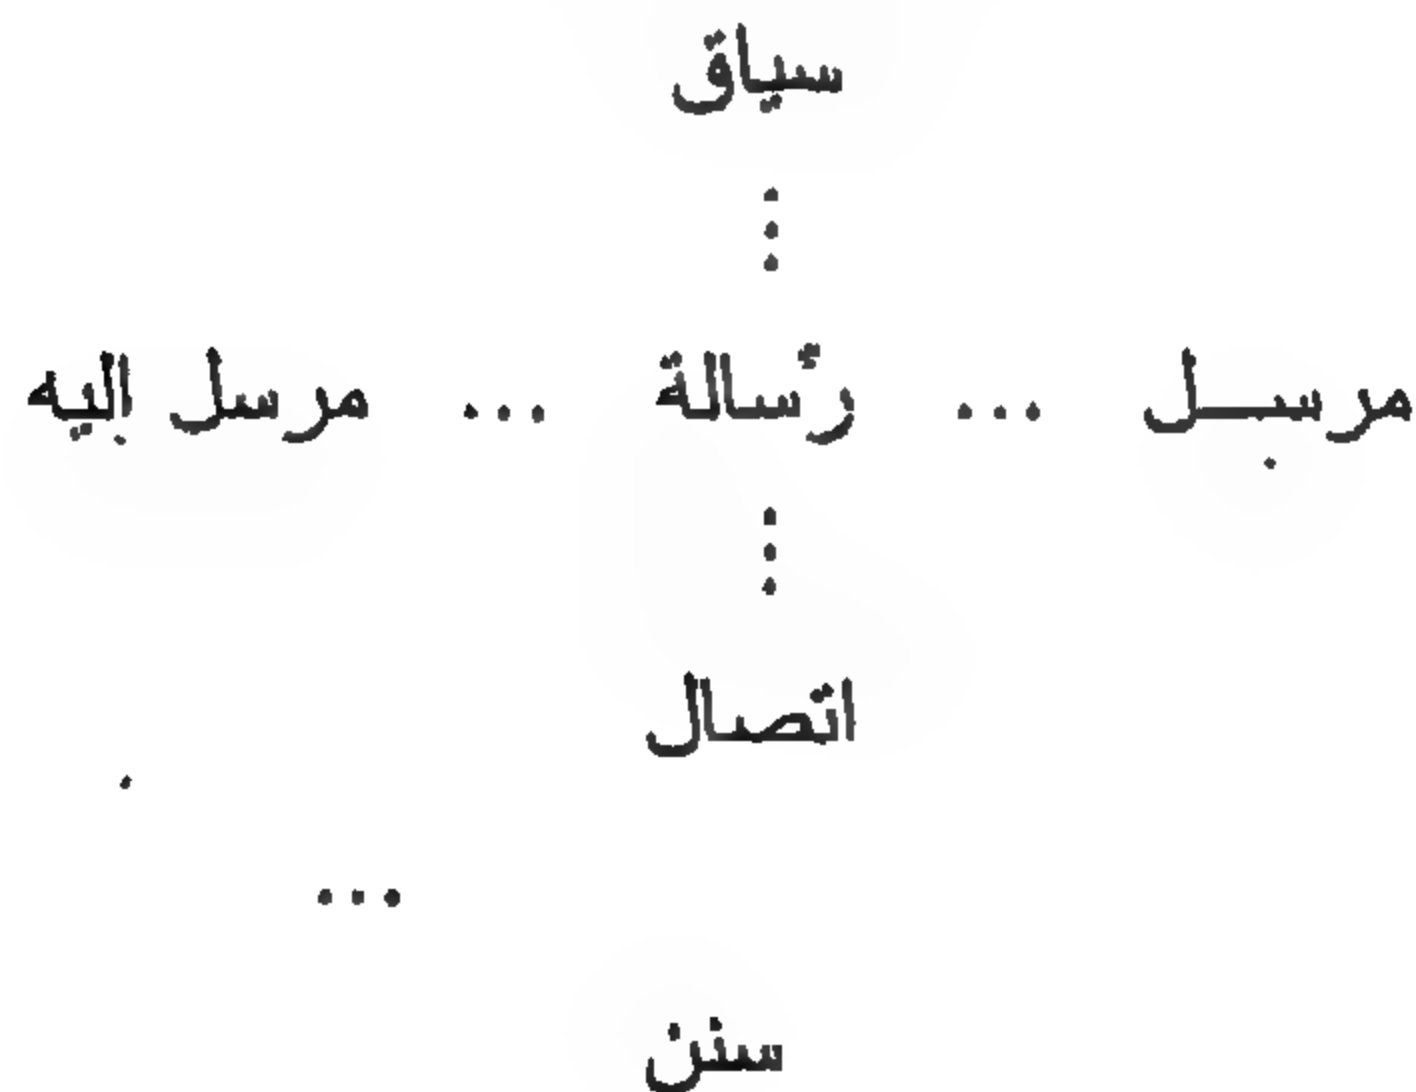 سياق
مرسل ... رسالة ... مرسل إليه
اتصال
...
سنن